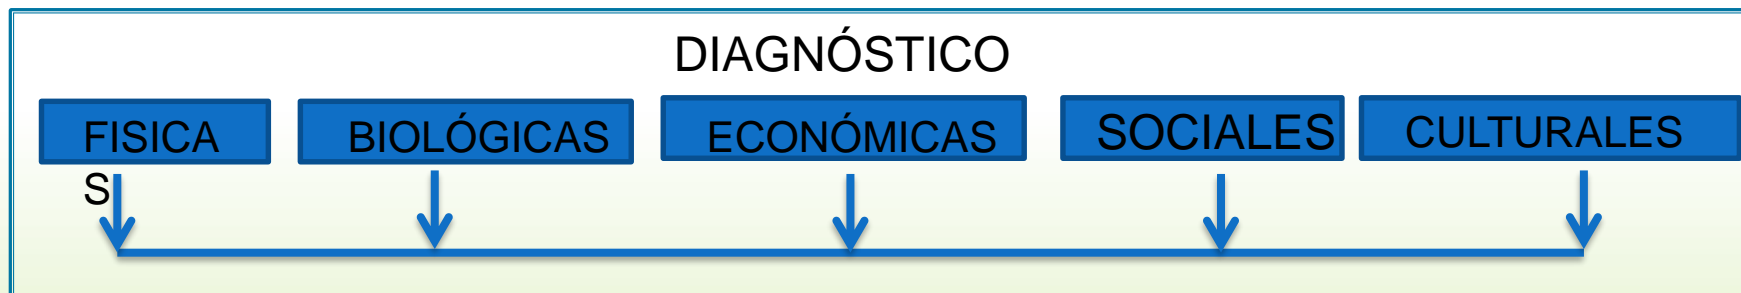 DIAGNÓSTICO
FISICA
S
BIOLÓGICAS
ECONÓMICAS
SOCIALES
CULTURALES